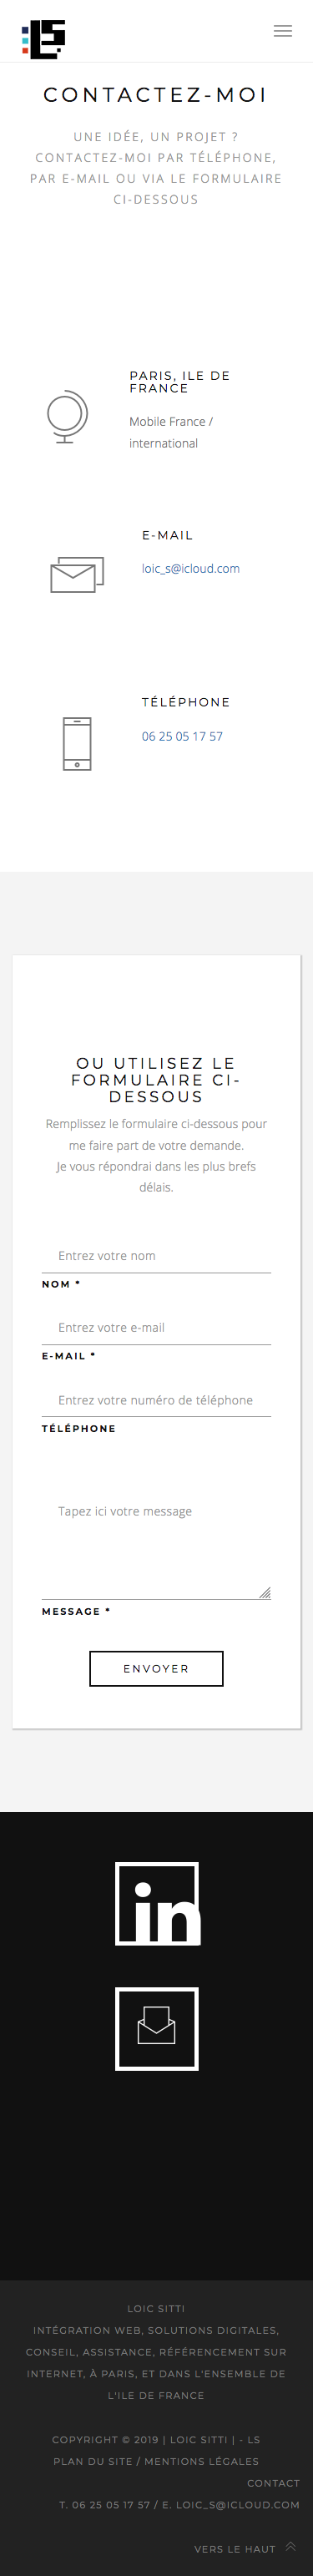 LS
CONTACTEZ-MOI
UNE IDÉE, UN PROJET ?
CONTACTEZ-MOI PAR TÉLÉPHONE,
PAR E-MAIL OU VIA LE FORMULAIRE
CI-DESSOUS
PARIS, ILE DE
FRANCE
Mobile France /
international
E-MAIL
loic_s@icloud.com
TÉLÉPHONE
06 25 05 17 57
OU UTILISEZ LE
FORMULAIRE CI-
DESSOUS
Remplissez le formulaire ci-dessous pour
me faire part de votre demande.
Je vous répondrai dans les plus brefs
délais.
Entrez votre nom
NOM *
Entrez votre e-mail
E-MAIL *
Entrez votre numéro de téléphone
TÉLÉPHONE
Tapez ici votre message
MESSAGE *
ENVOYER
in
LOIC SITTI
INTÉGRATION WEB, SOLUTIONS DIGITALES,
CONSEIL, ASSISTANCE, RÉFÉRENCEMENT SUR
INTERNET, À PARIS, ET DANS L'ENSEMBLE DE
L'ILE DE FRANCE
COPYRIGHT © 2019 | LOIC SITTI | - LS
PLAN DU SITE / MENTIONS LÉGALES
CONTACT
T. 06 25 05 17 57 / E. LOIC_S@ICLOUD.COM
VERS LE HAUT